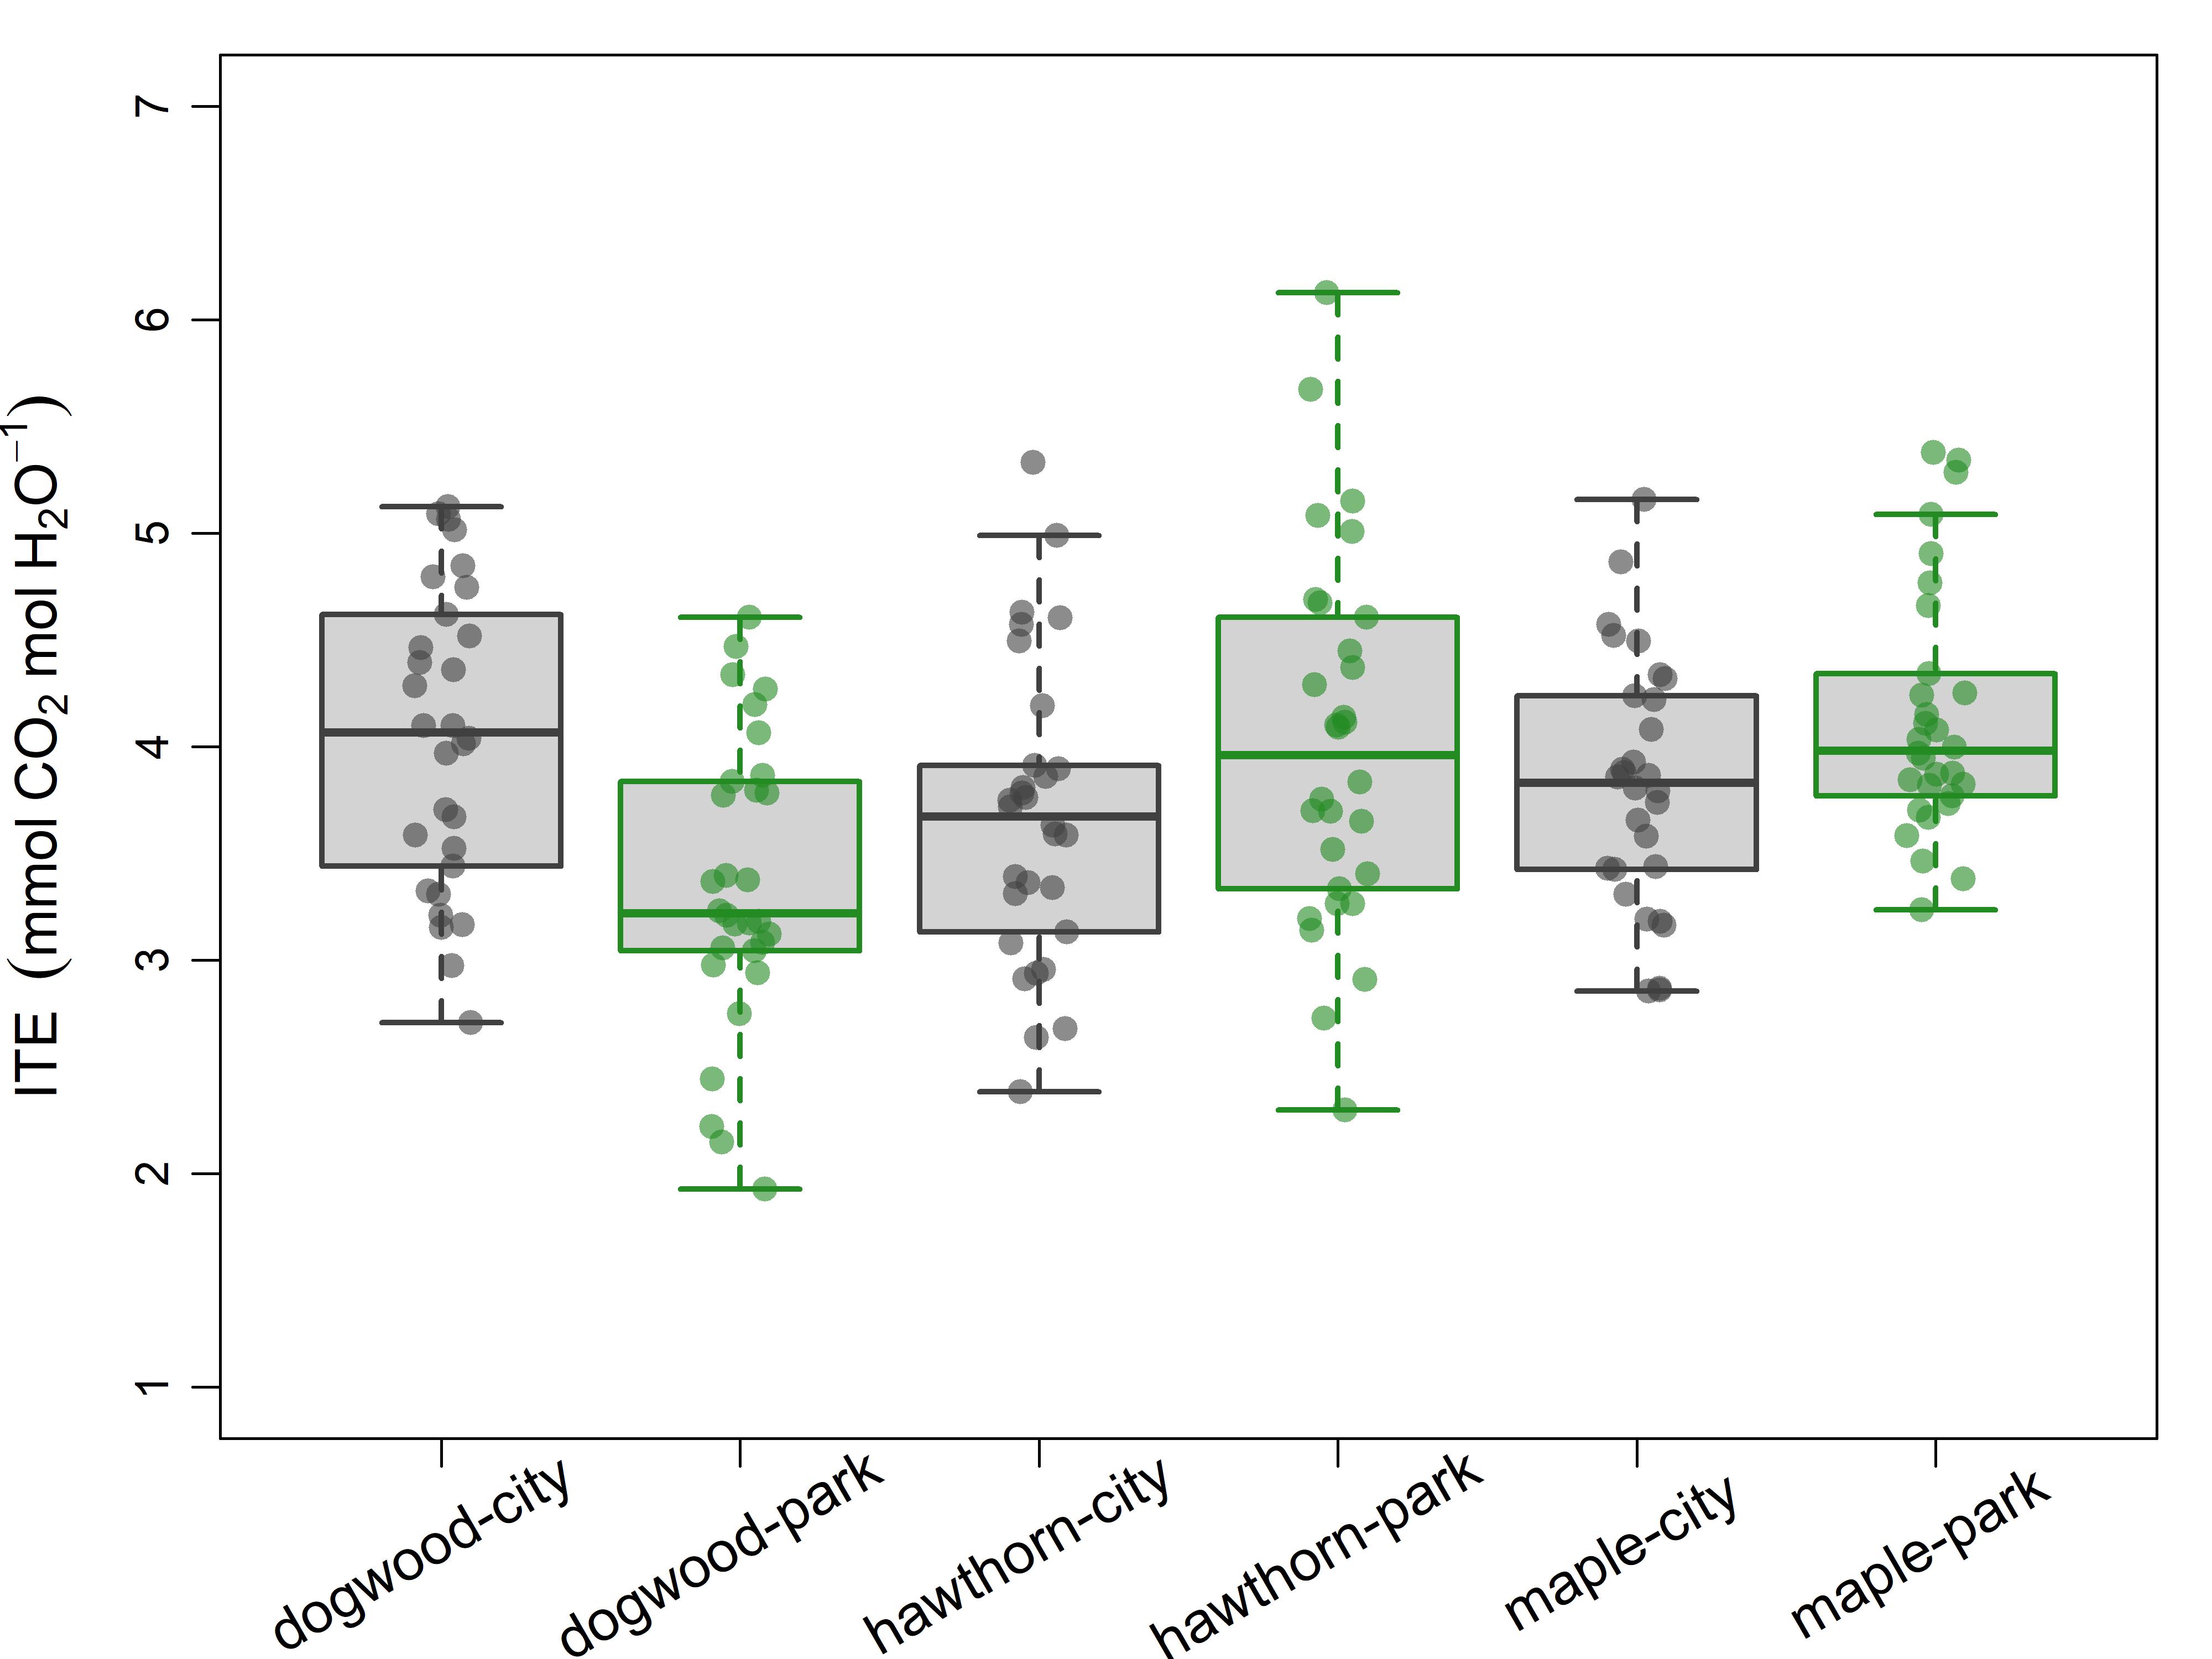 ITE (mmol CO₂ mol H₂O⁻¹)
7
6
5
4
3
2
1
dogwood-city
dogwood-park
hawthorn-city
hawthorn-park
maple-city
maple-park